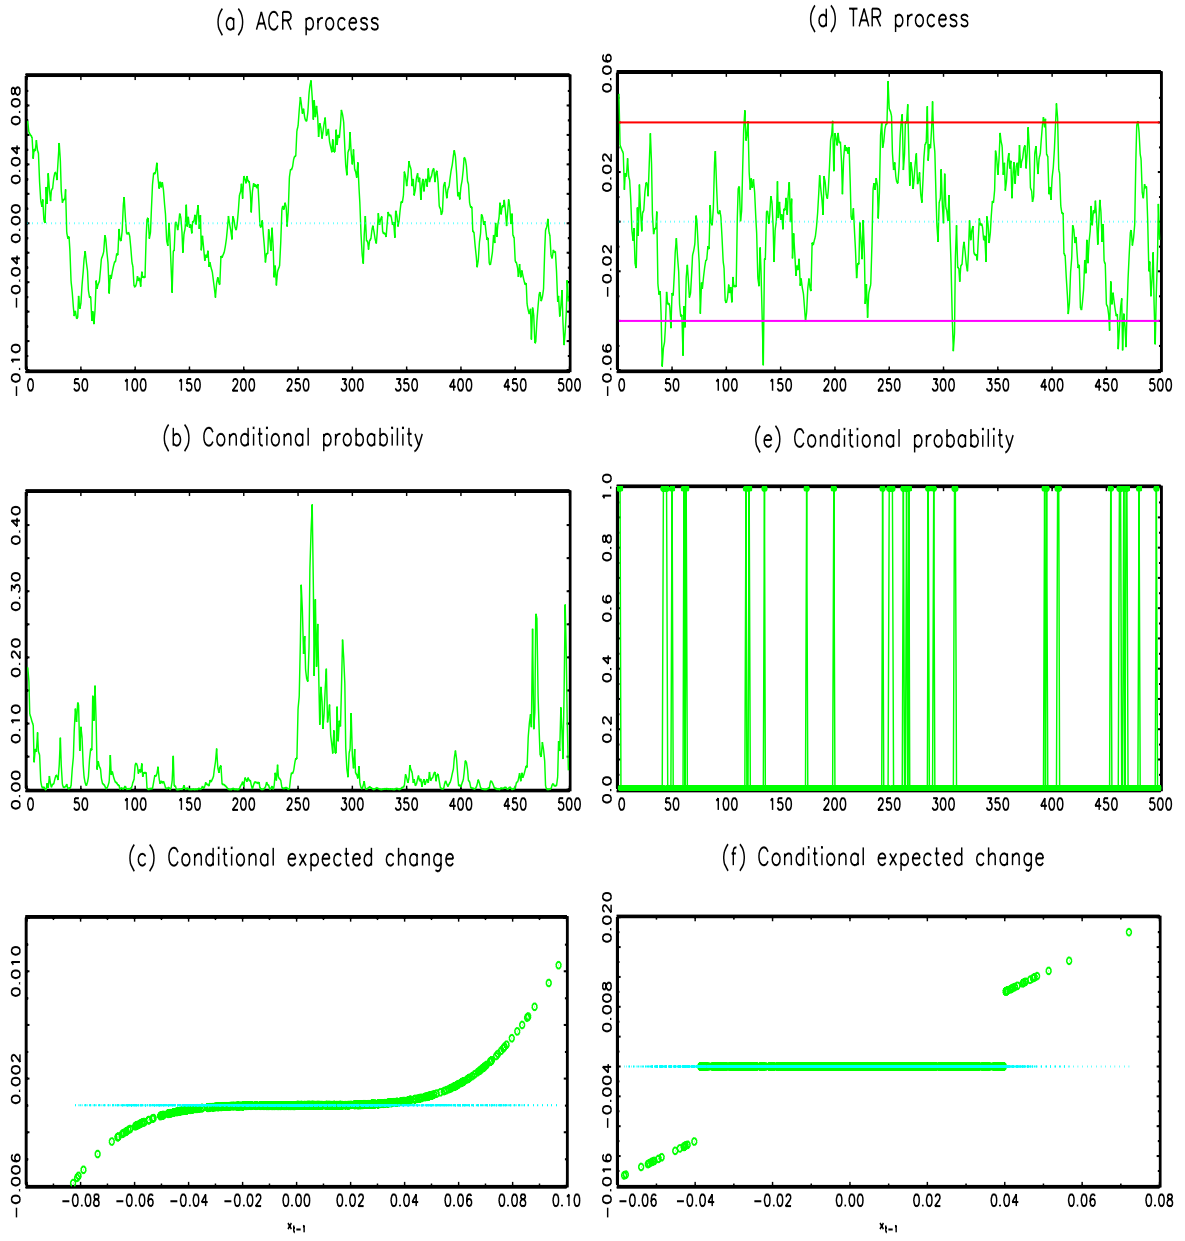 (a) ACR process
0.08
0.04
0.00
−0.04
−0.10
0 50 100 150 200 250 300 350 400 450 500
(d) TAR process
0.06
0.02
−0.02
−0.06
0 50 100 150 200 250 300 350 400 450 500
(b) Conditional probability
0.40
0.30
0.20
0.10
0.00
0 50 100 150 200 250 300 350 400 450 500
(e) Conditional probability
1.0
0.8
0.6
0.4
0.2
0.0
0 50 100 150 200 250 300 350 400 450 500
(c) Conditional expected change
0.010
0.002
−0.006
−0.08 −0.06 −0.04 −0.02 0.00 0.02 0.04 0.06 0.08 0.10
x_{t−1}
(f) Conditional expected change
0.020
0.008
−0.004
−0.016
−0.06 −0.04 −0.02 0.00 0.02 0.04 0.06 0.08
x_{t−1}